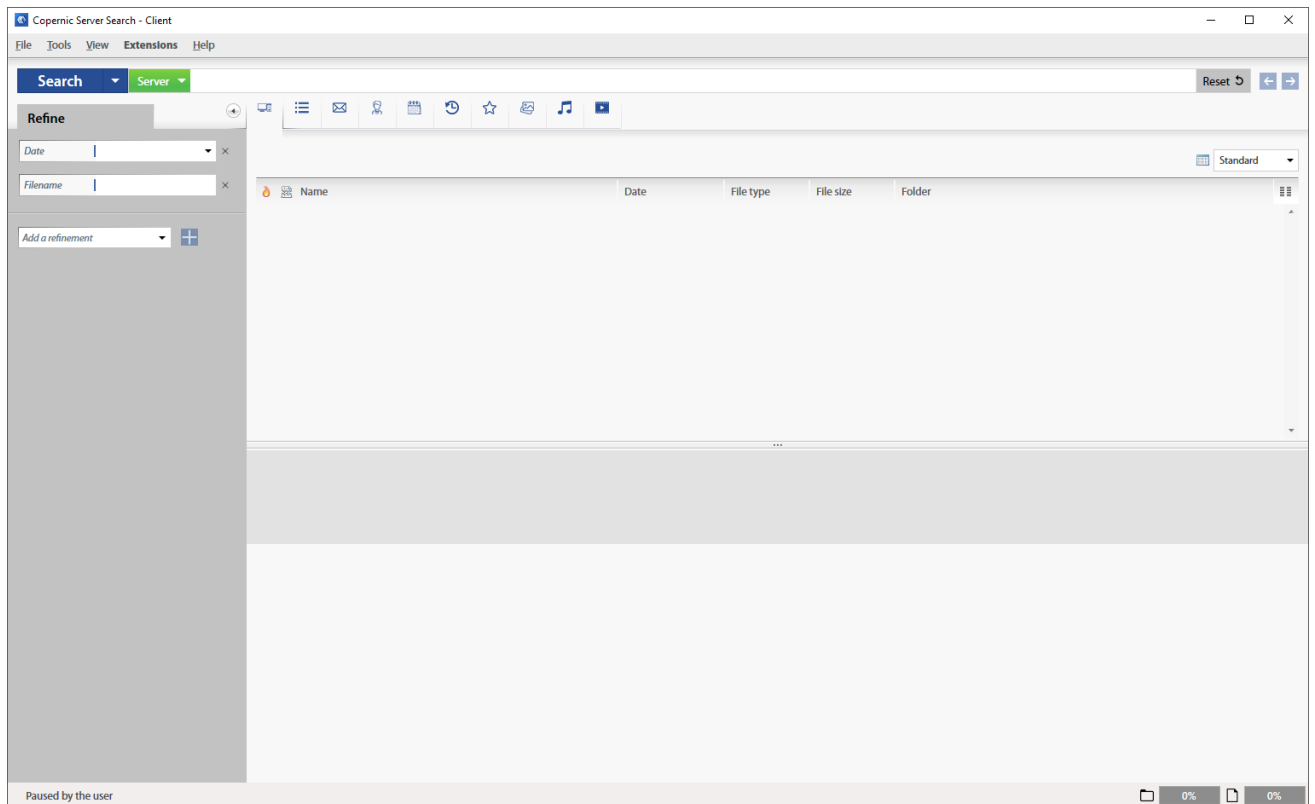 Copernic Server Search - Client
File Tools View Extensions Help
Search Server Reset
Refine
Date
Standard
Filename
Name Date File type File size Folder
Add a refinement
Paused by the user 0% 0%